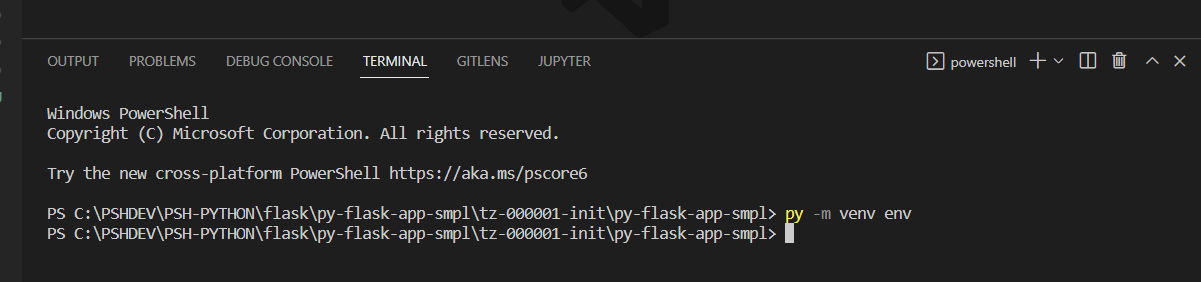 OUTPUT PROBLEMS DEBUG CONSOLE TERMINAL GITLENS JUPYTER powershell
Windows PowerShell
Copyright (C) Microsoft Corporation. All rights reserved.
Try the new cross-platform PowerShell https://aka.ms/pscore6
PS C:\PSHDEV\PSH-PYTHON\flask\py-flask-app-smpl\tz-000001-init\py-flask-app-smpl> py -m venv env
PS C:\PSHDEV\PSH-PYTHON\flask\py-flask-app-smpl\tz-000001-init\py-flask-app-smpl>